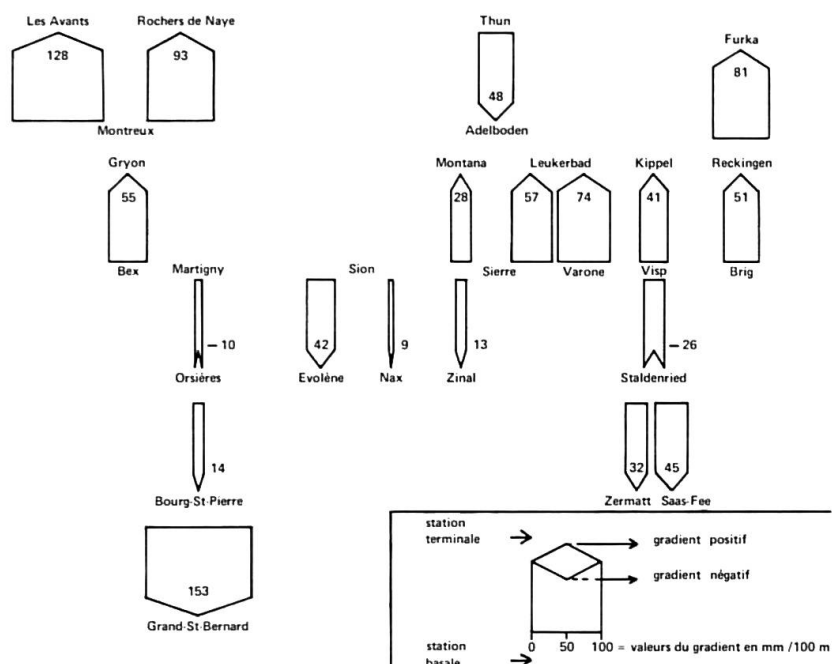 Les Avants Rochers de Naye Thun
Furka
128 93 81
48
Montreux Adelboden
Gryon Montana Leukerbad Kippel Reckingen
55 28 57 74 41 51
Bex Martigny Sion Sierre Varone Visp Brig
— 10 42 9 13 — 26
Orsières Evolène Nax Zinal Staldenried
14 32 45
Bourg-St-Pierre Zermatt Saas-Fee
153
Grand-St-Bernard
station
terminale
gradient positif
gradient négatif
0 50 100 = valeurs du gradient en mm /100 m
station
basale